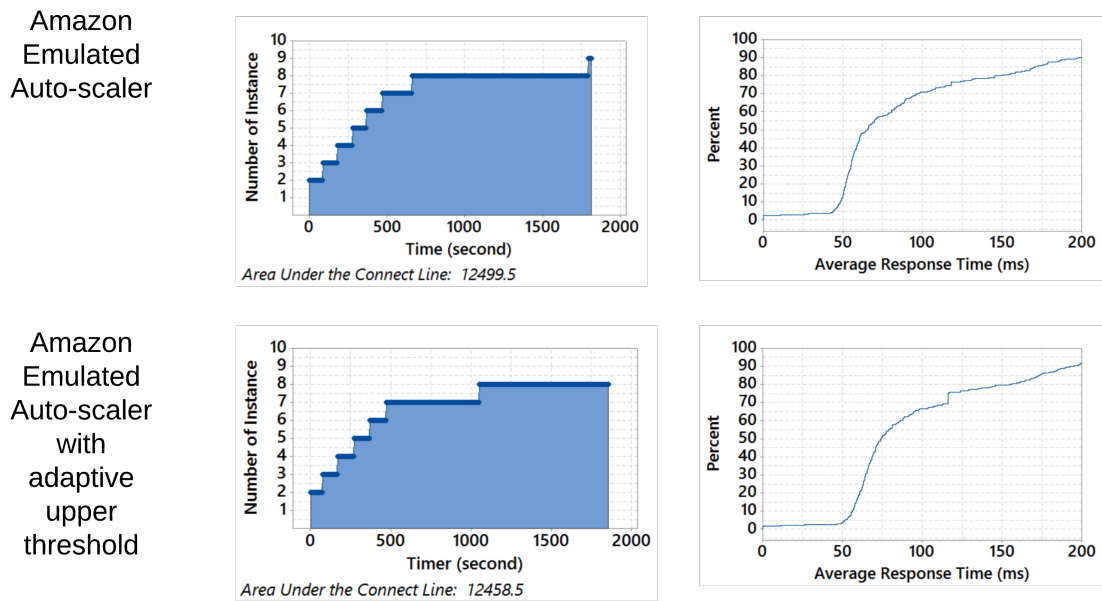 Amazon
Emulated
Auto-scaler
Number of Instance
10
9
8
7
6
5
4
3
2
1
0 500 1000 1500 2000
Time (second)
Area Under the Connect Line: 12499.5
Percent
100
90
80
70
60
50
40
30
20
10
0
0 50 100 150 200
Average Response Time (ms)
Amazon
Emulated
Auto-scaler
with
adaptive
upper
threshold
Number of Instance
10
9
8
7
6
5
4
3
2
1
0 500 1000 1500 2000
Timer (second)
Area Under the Connect Line: 12458.5
Percent
100
90
80
70
60
50
40
30
20
10
0
0 50 100 150 200
Average Response Time (ms)